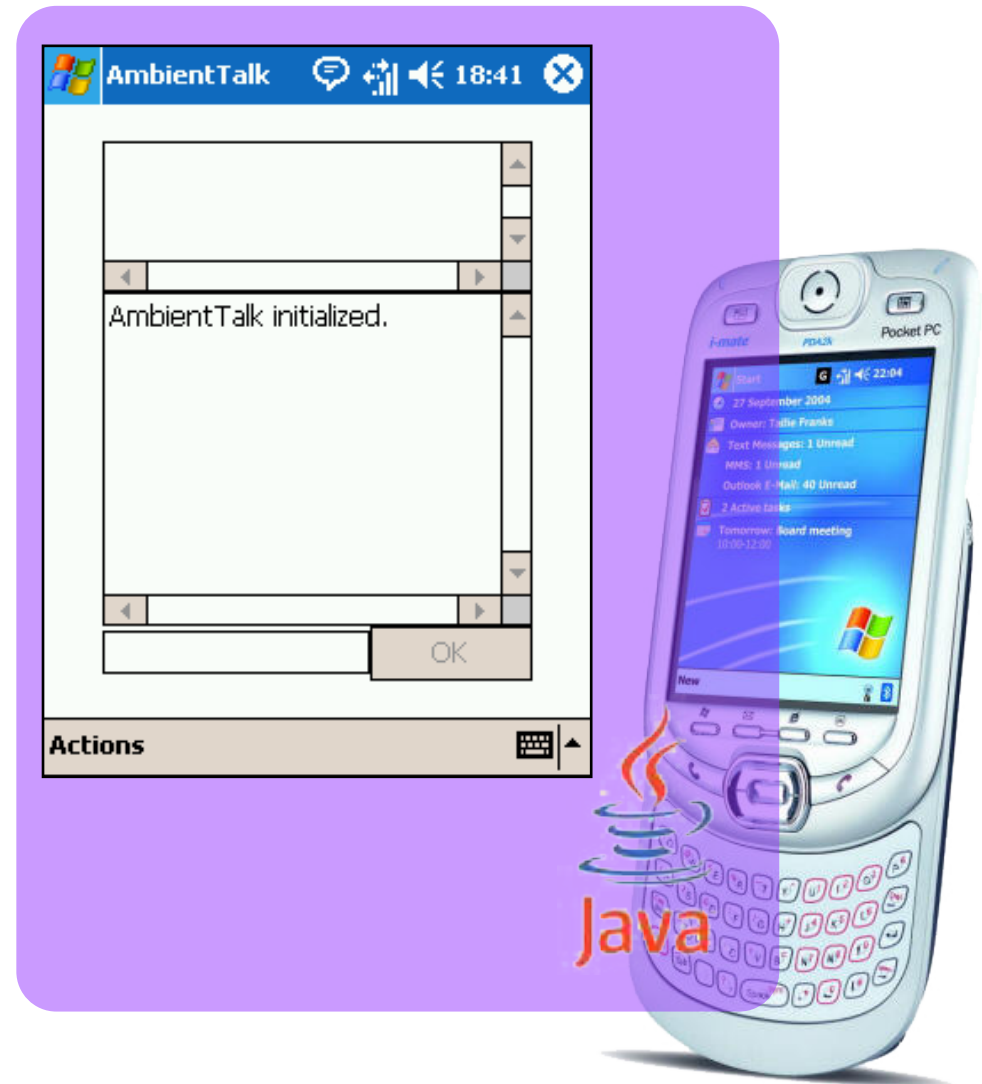 AmbientTalk 18:41
AmbientTalk initialized.
OK
Actions
i-mate PDA2k Pocket PC
Start G 22:04
27 September 2004
Owner: Tallie Franks
Text Messages: 1 Unread
MMS: 1 Unread
Outlook E-Mail: 40 Unread
2 Active tasks
Tomorrow: Board meeting
10:00-12:00
New
Java